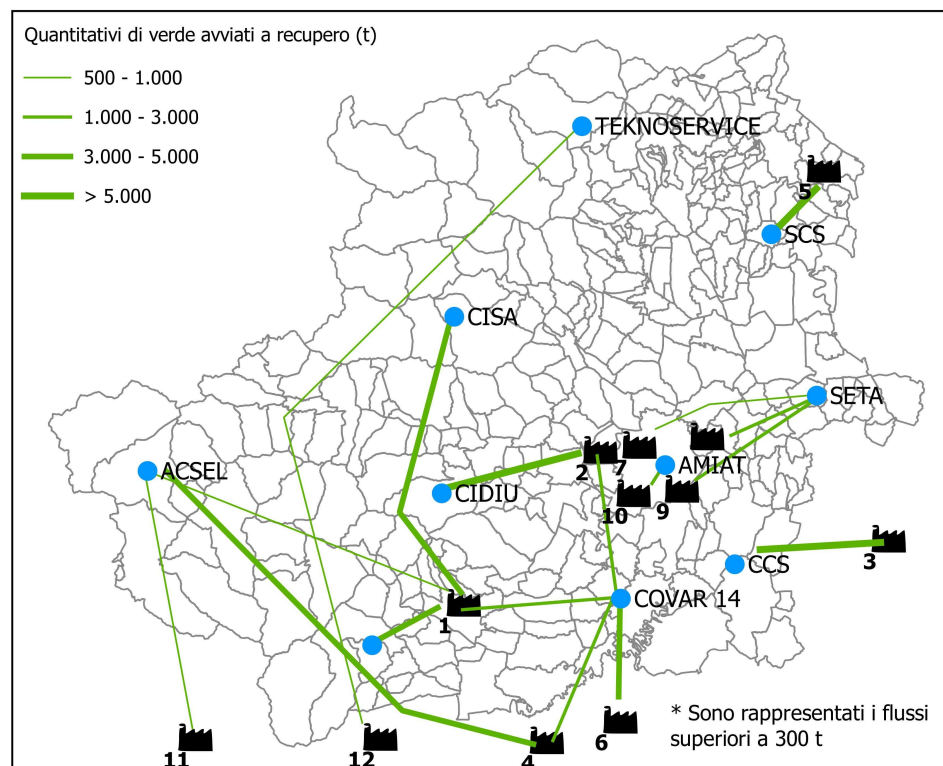 Quantitativi di verde avviati a recupero (t)
500 - 1.000
1.000 - 3.000
3.000 - 5.000
> 5.000
TEKNOSERVICE
5
SCS
CISA
SETA
ACSEL
2
7
AMIAT
CIDIU
10
9
CCS
3
COVAR 14
1
* Sono rappresentati i flussi
superiori a 300 t
6
11
12
4